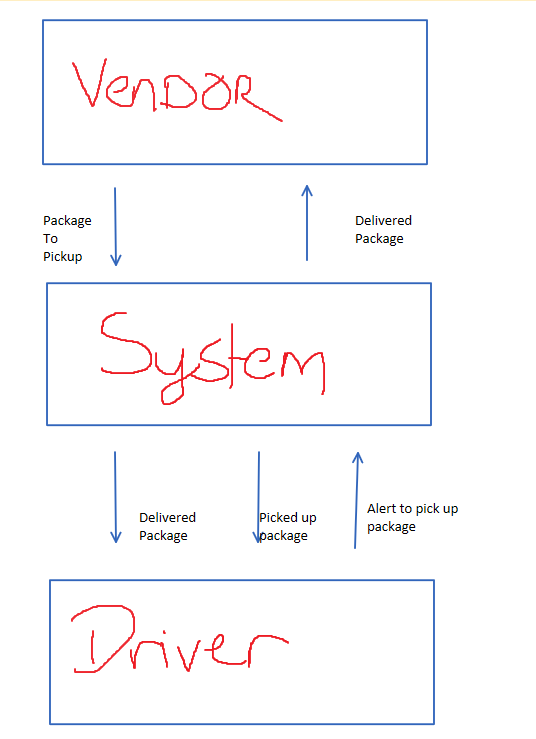 VENDOR
Package
To
Pickup
Delivered
Package
System
Delivered
Package
Picked up
package
Alert to pick up
package
Driver